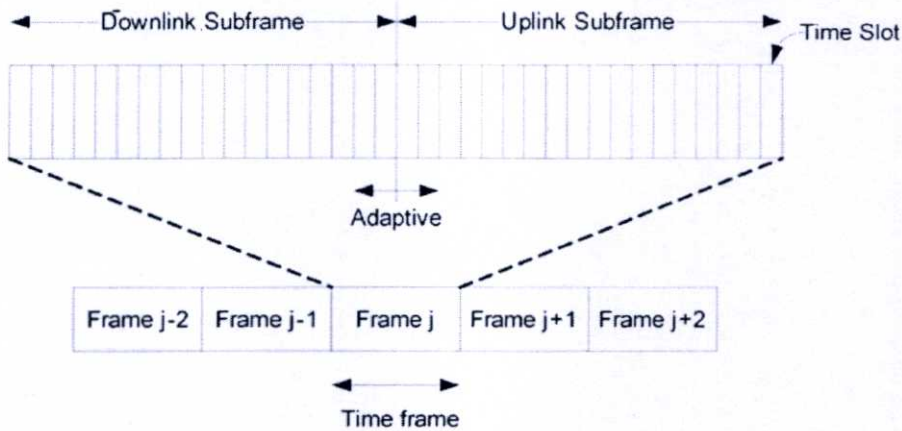 Downlink Subframe
Uplink Subframe
Time Slot
Adaptive
Frame j-2
Frame j-1
Frame j
Frame j+1
Frame j+2
Time frame